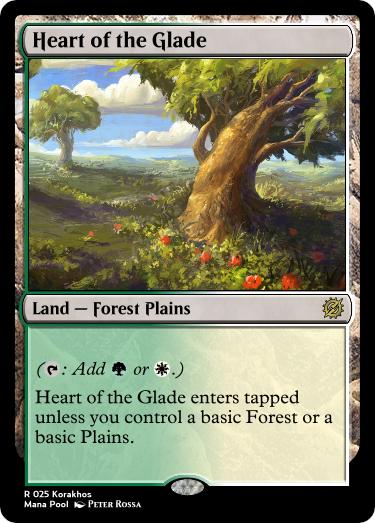 Heart of the Glade
Land — Forest Plains
(: Add or .)
Heart of the Glade enters tapped
unless you control a basic Forest or a
basic Plains.
R 025 Korakhos
Mana Pool Peter Rossa